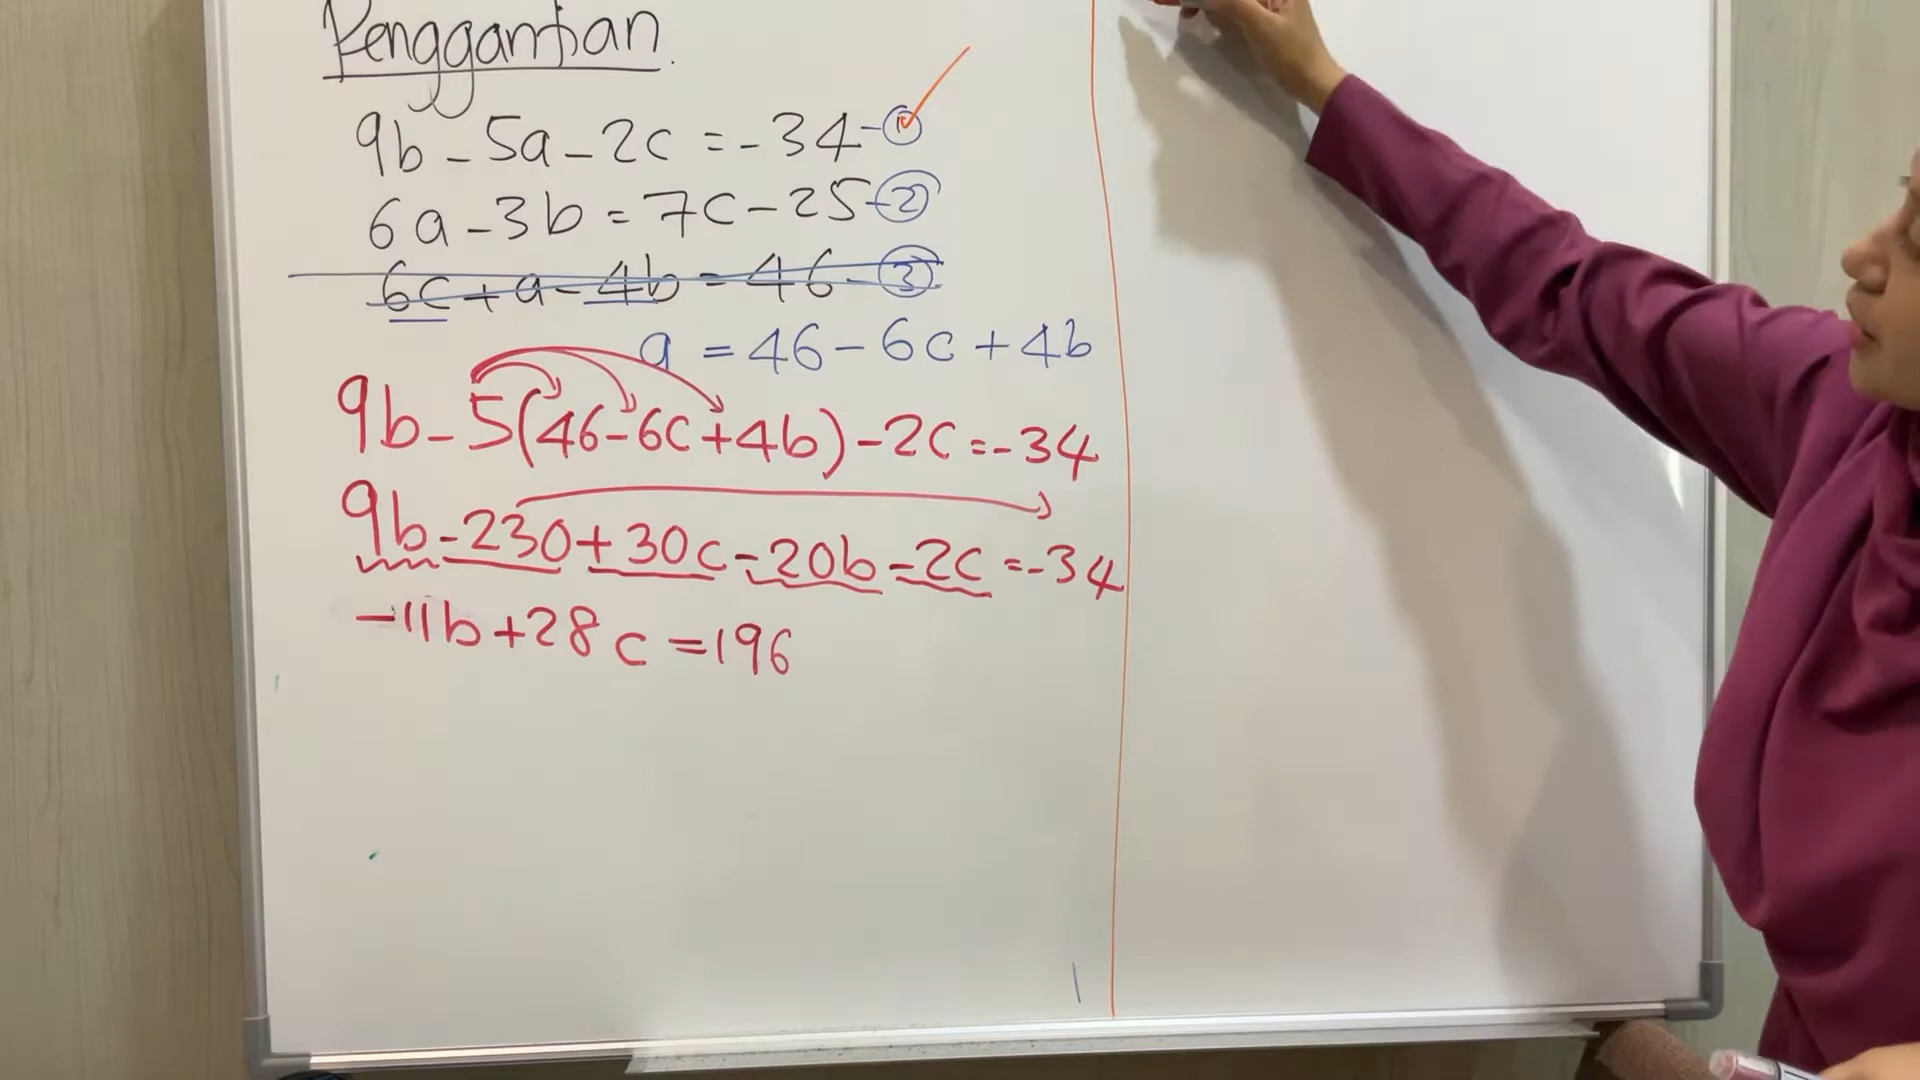 Penggantian
9b - 5a - 2c = -34 - ①
6a - 3b = 7c - 25 - ②
6c + a - 4b = 46 - ③
a = 46 - 6c + 4b
9b - 5(46 - 6c + 4b) - 2c = -34
9b - 230 + 30c - 20b - 2c = -34
-11b + 28c = 196